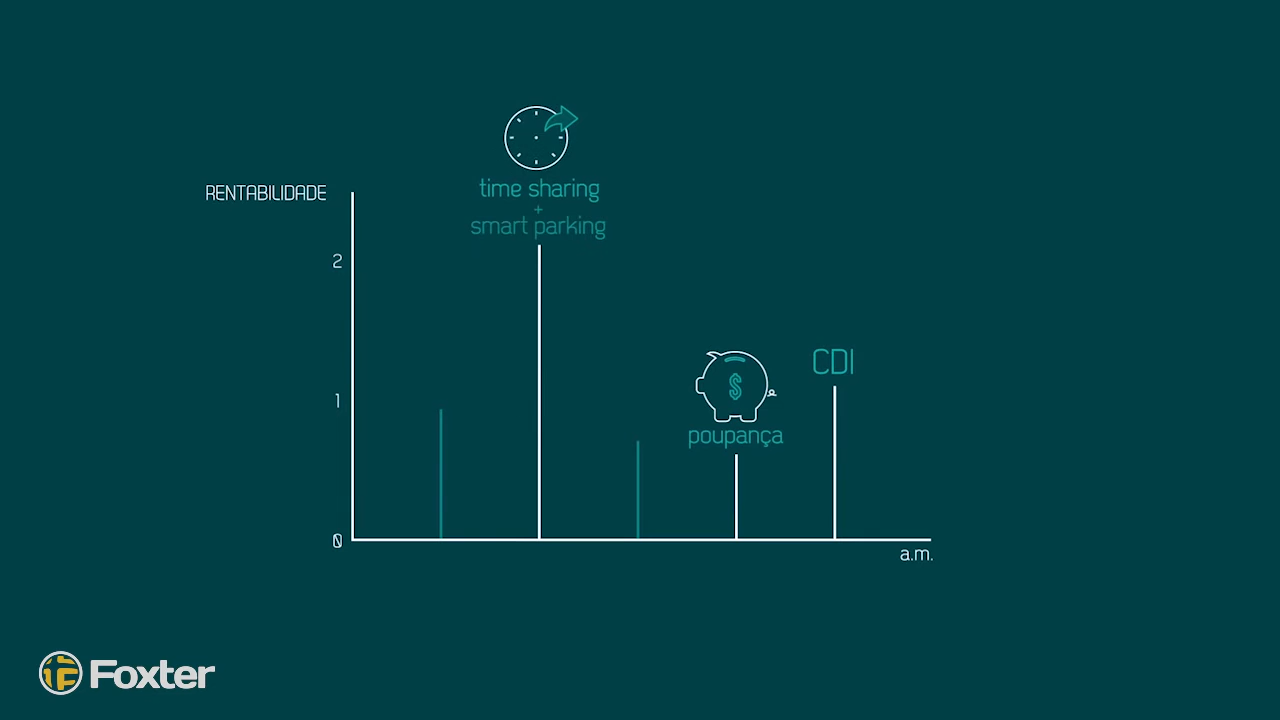 time sharing
+
smart parking
RENTABILIDADE
2
CDI
1
$
poupança
0
a.m.
Foxter